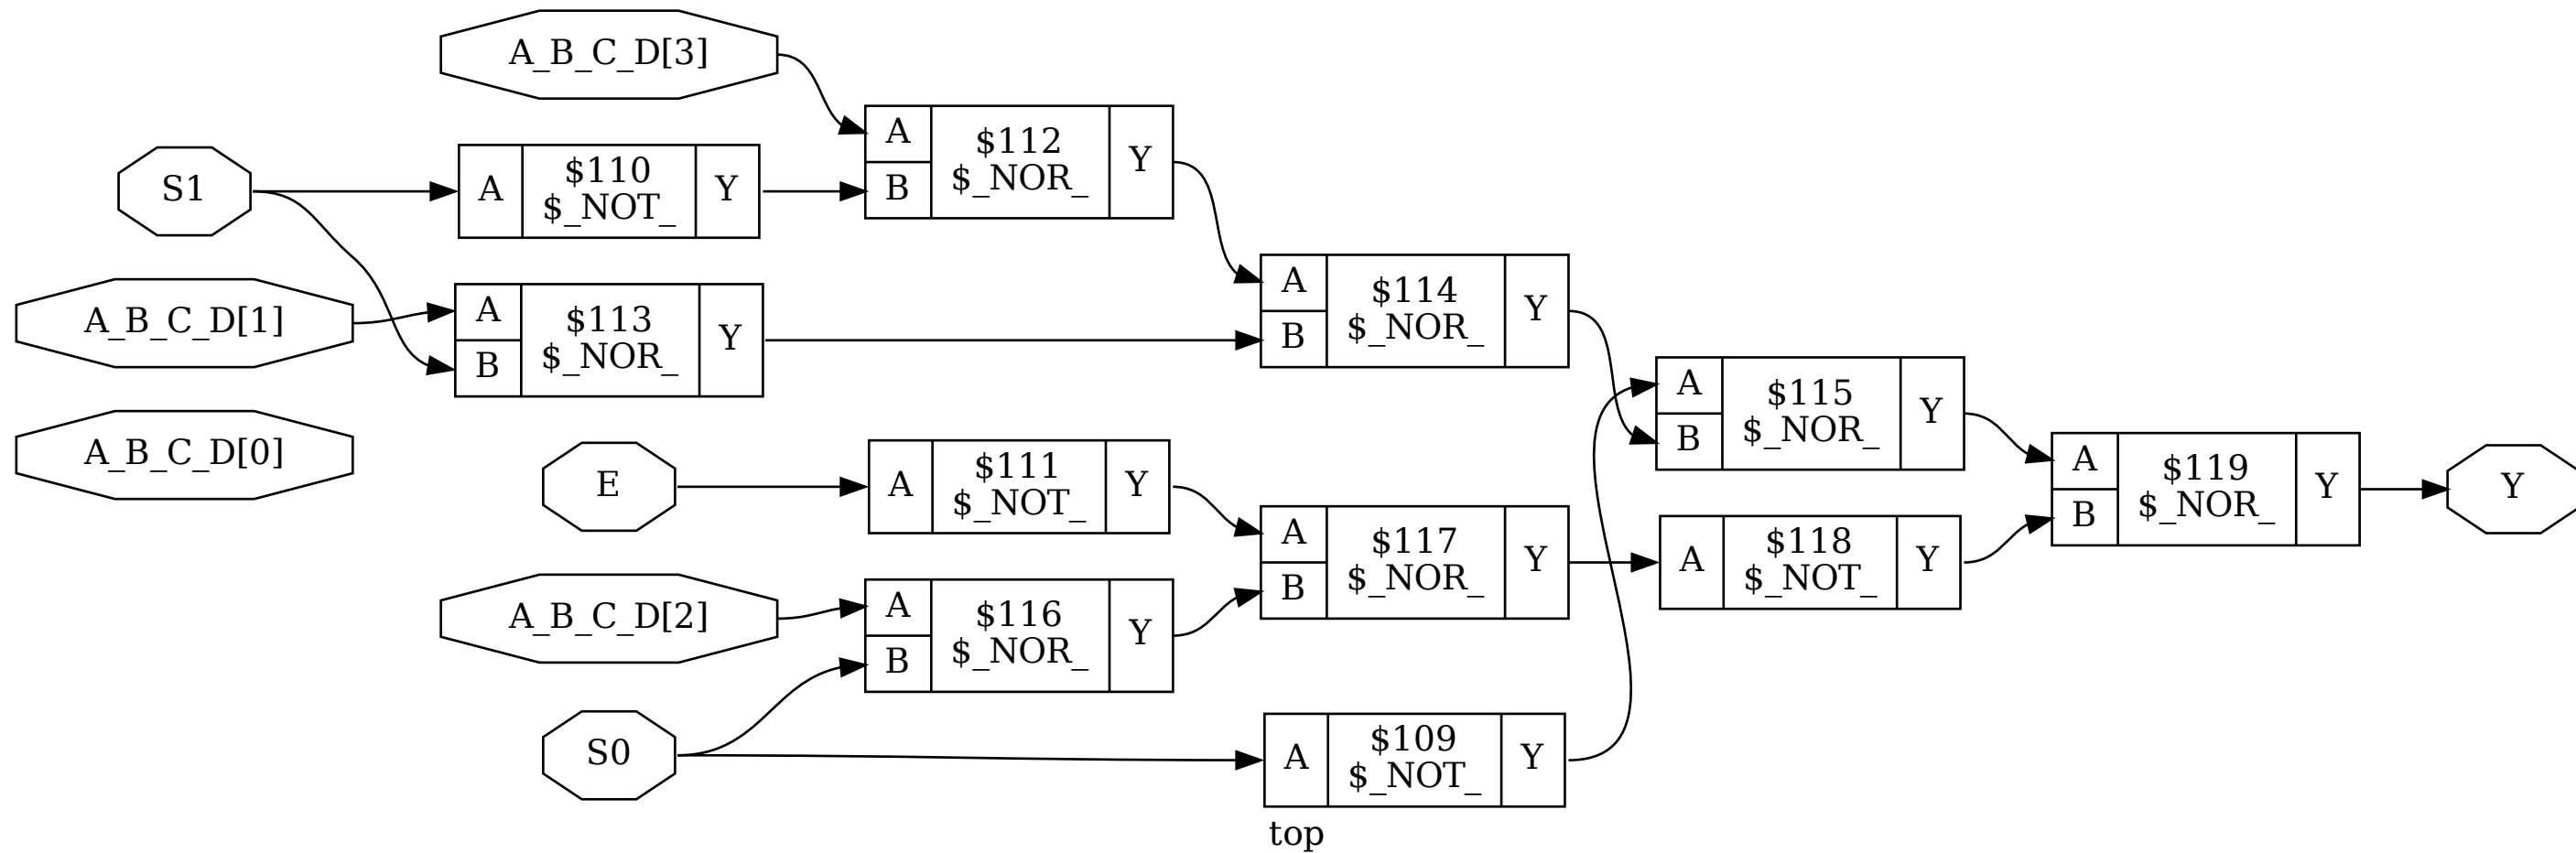 A_B_C_D[3]
S1
A
$110
$_NOT_
Y
A
B
$112
$_NOR_
Y
A_B_C_D[1]
A
B
$113
$_NOR_
Y
A
B
$114
$_NOR_
Y
A_B_C_D[0]
E
A
$111
$_NOT_
Y
A
B
$115
$_NOR_
Y
A_B_C_D[2]
A
B
$116
$_NOR_
Y
A
B
$117
$_NOR_
Y
A
$118
$_NOT_
Y
A
B
$119
$_NOR_
Y
Y
S0
A
$109
$_NOT_
Y
top